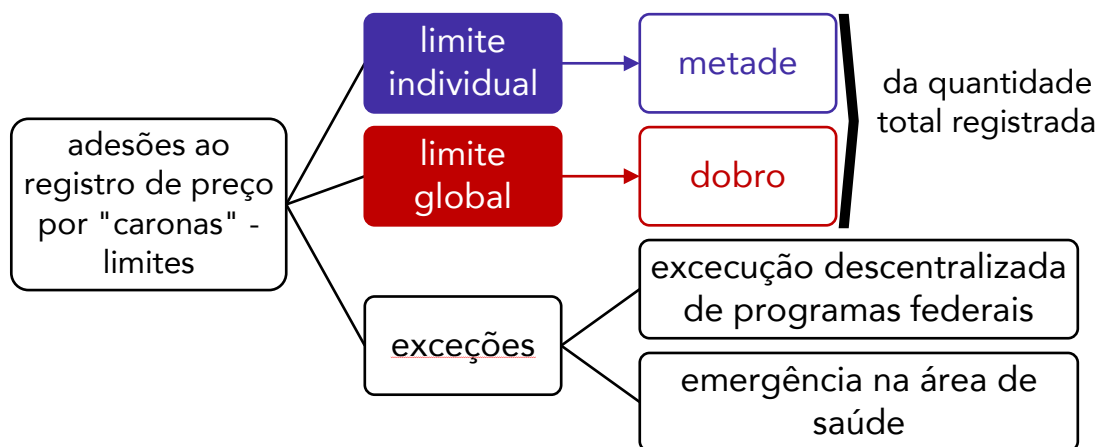 adesões ao
registro de preço
por "caronas" -
limites
limite
individual
metade
limite
global
dobro
da quantidade
total registrada
exceções
excecução descentralizada
de programas federais
emergência na área de
saúde